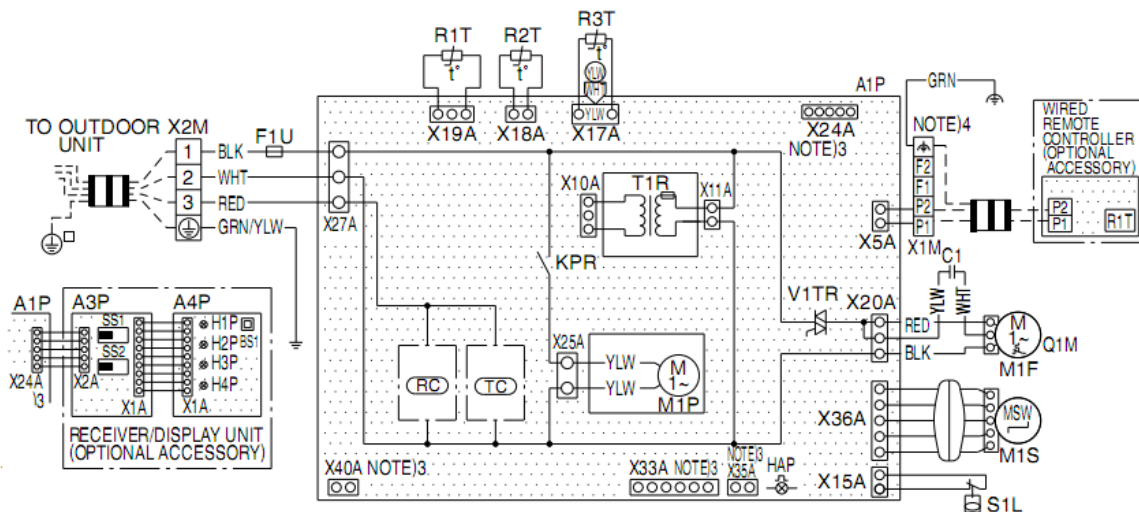 R1T
R2T
R3T
t°
t°
t°
YLW
WHT
YLW
X19A
X18A
X17A
A1P
X24A
NOTE)3
GRN
NOTE)4
F2
F1
P2
P1
X1M
WIRED
REMOTE
CONTROLLER
(OPTIONAL
ACCESSORY)
P2
P1
R1T
TO OUTDOOR
UNIT
X2M
F1U
1
BLK
2
WHT
3
RED
GRN/YLW
X27A
X10A
T1R
X11A
X5A
KPR
C1
YLW
WHT
V1TR
X20A
RED
BLK
M
1~
Q1M
M1F
X25A
YLW
YLW
M
1~
M1P
RC
TC
X36A
MSW
M1S
X15A
S1L
X40A NOTE)3
X33A NOTE)3
NOTE)3
X35A
HAP
A1P
A3P
A4P
SS1
SS2
H1P
BS1
H2P
H3P
H4P
X24A
)3
X2A
X1A
X1A
RECEIVER/DISPLAY UNIT
(OPTIONAL ACCESSORY)